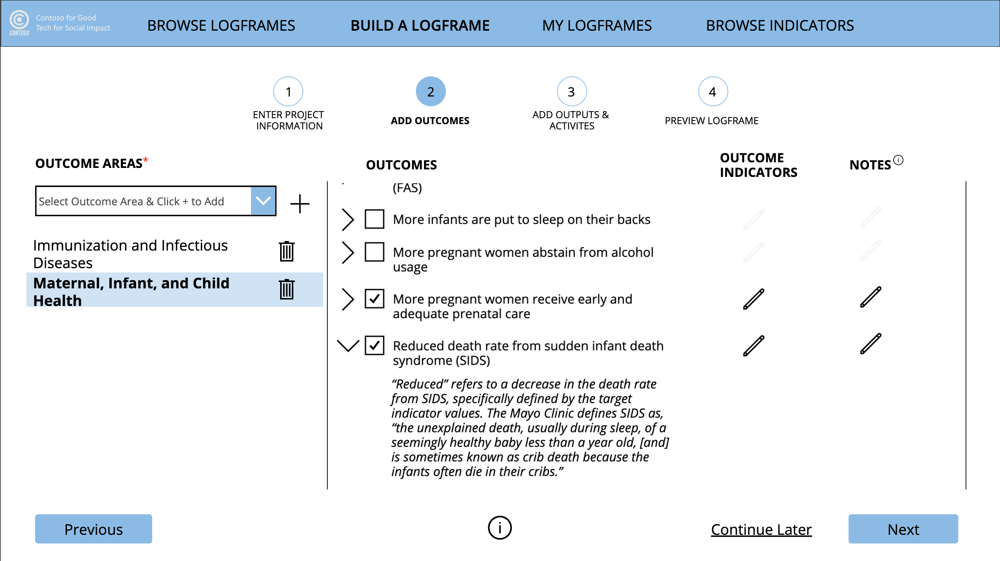 Contoso for Good
Tech for Social Impact
CONTOSO
BROWSE LOGFRAMES
BUILD A LOGFRAME
MY LOGFRAMES
BROWSE INDICATORS
1
ENTER PROJECT
INFORMATION
2
ADD OUTCOMES
3
ADD OUTPUTS &
ACTIVITES
4
PREVIEW LOGFRAME
OUTCOME AREAS*
Select Outcome Area & Click + to Add
Immunization and Infectious
Diseases
Maternal, Infant, and Child
Health
OUTCOMES
OUTCOME
INDICATORS
NOTES
i
(FAS)
More infants are put to sleep on their backs
More pregnant women abstain from alcohol
usage
More pregnant women receive early and
adequate prenatal care
Reduced death rate from sudden infant death
syndrome (SIDS)
“Reduced” refers to a decrease in the death rate
from SIDS, specifically defined by the target
indicator values. The Mayo Clinic defines SIDS as,
“the unexplained death, usually during sleep, of a
seemingly healthy baby less than a year old, [and]
is sometimes known as crib death because the
infants often die in their cribs.”
Previous
i
Continue Later
Next